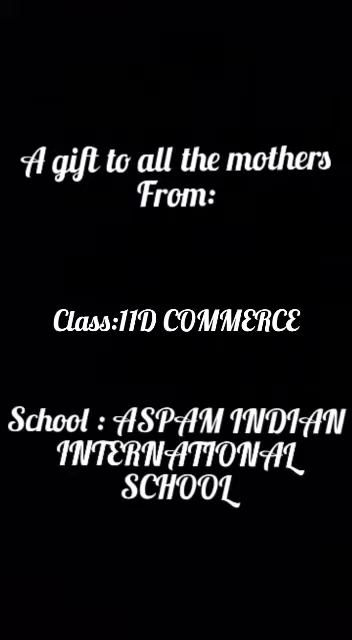 A gift to all the mothers
From:
Class:11D COMMERCE
School : ASPAM INDIAN
INTERNATIONAL
SCHOOL